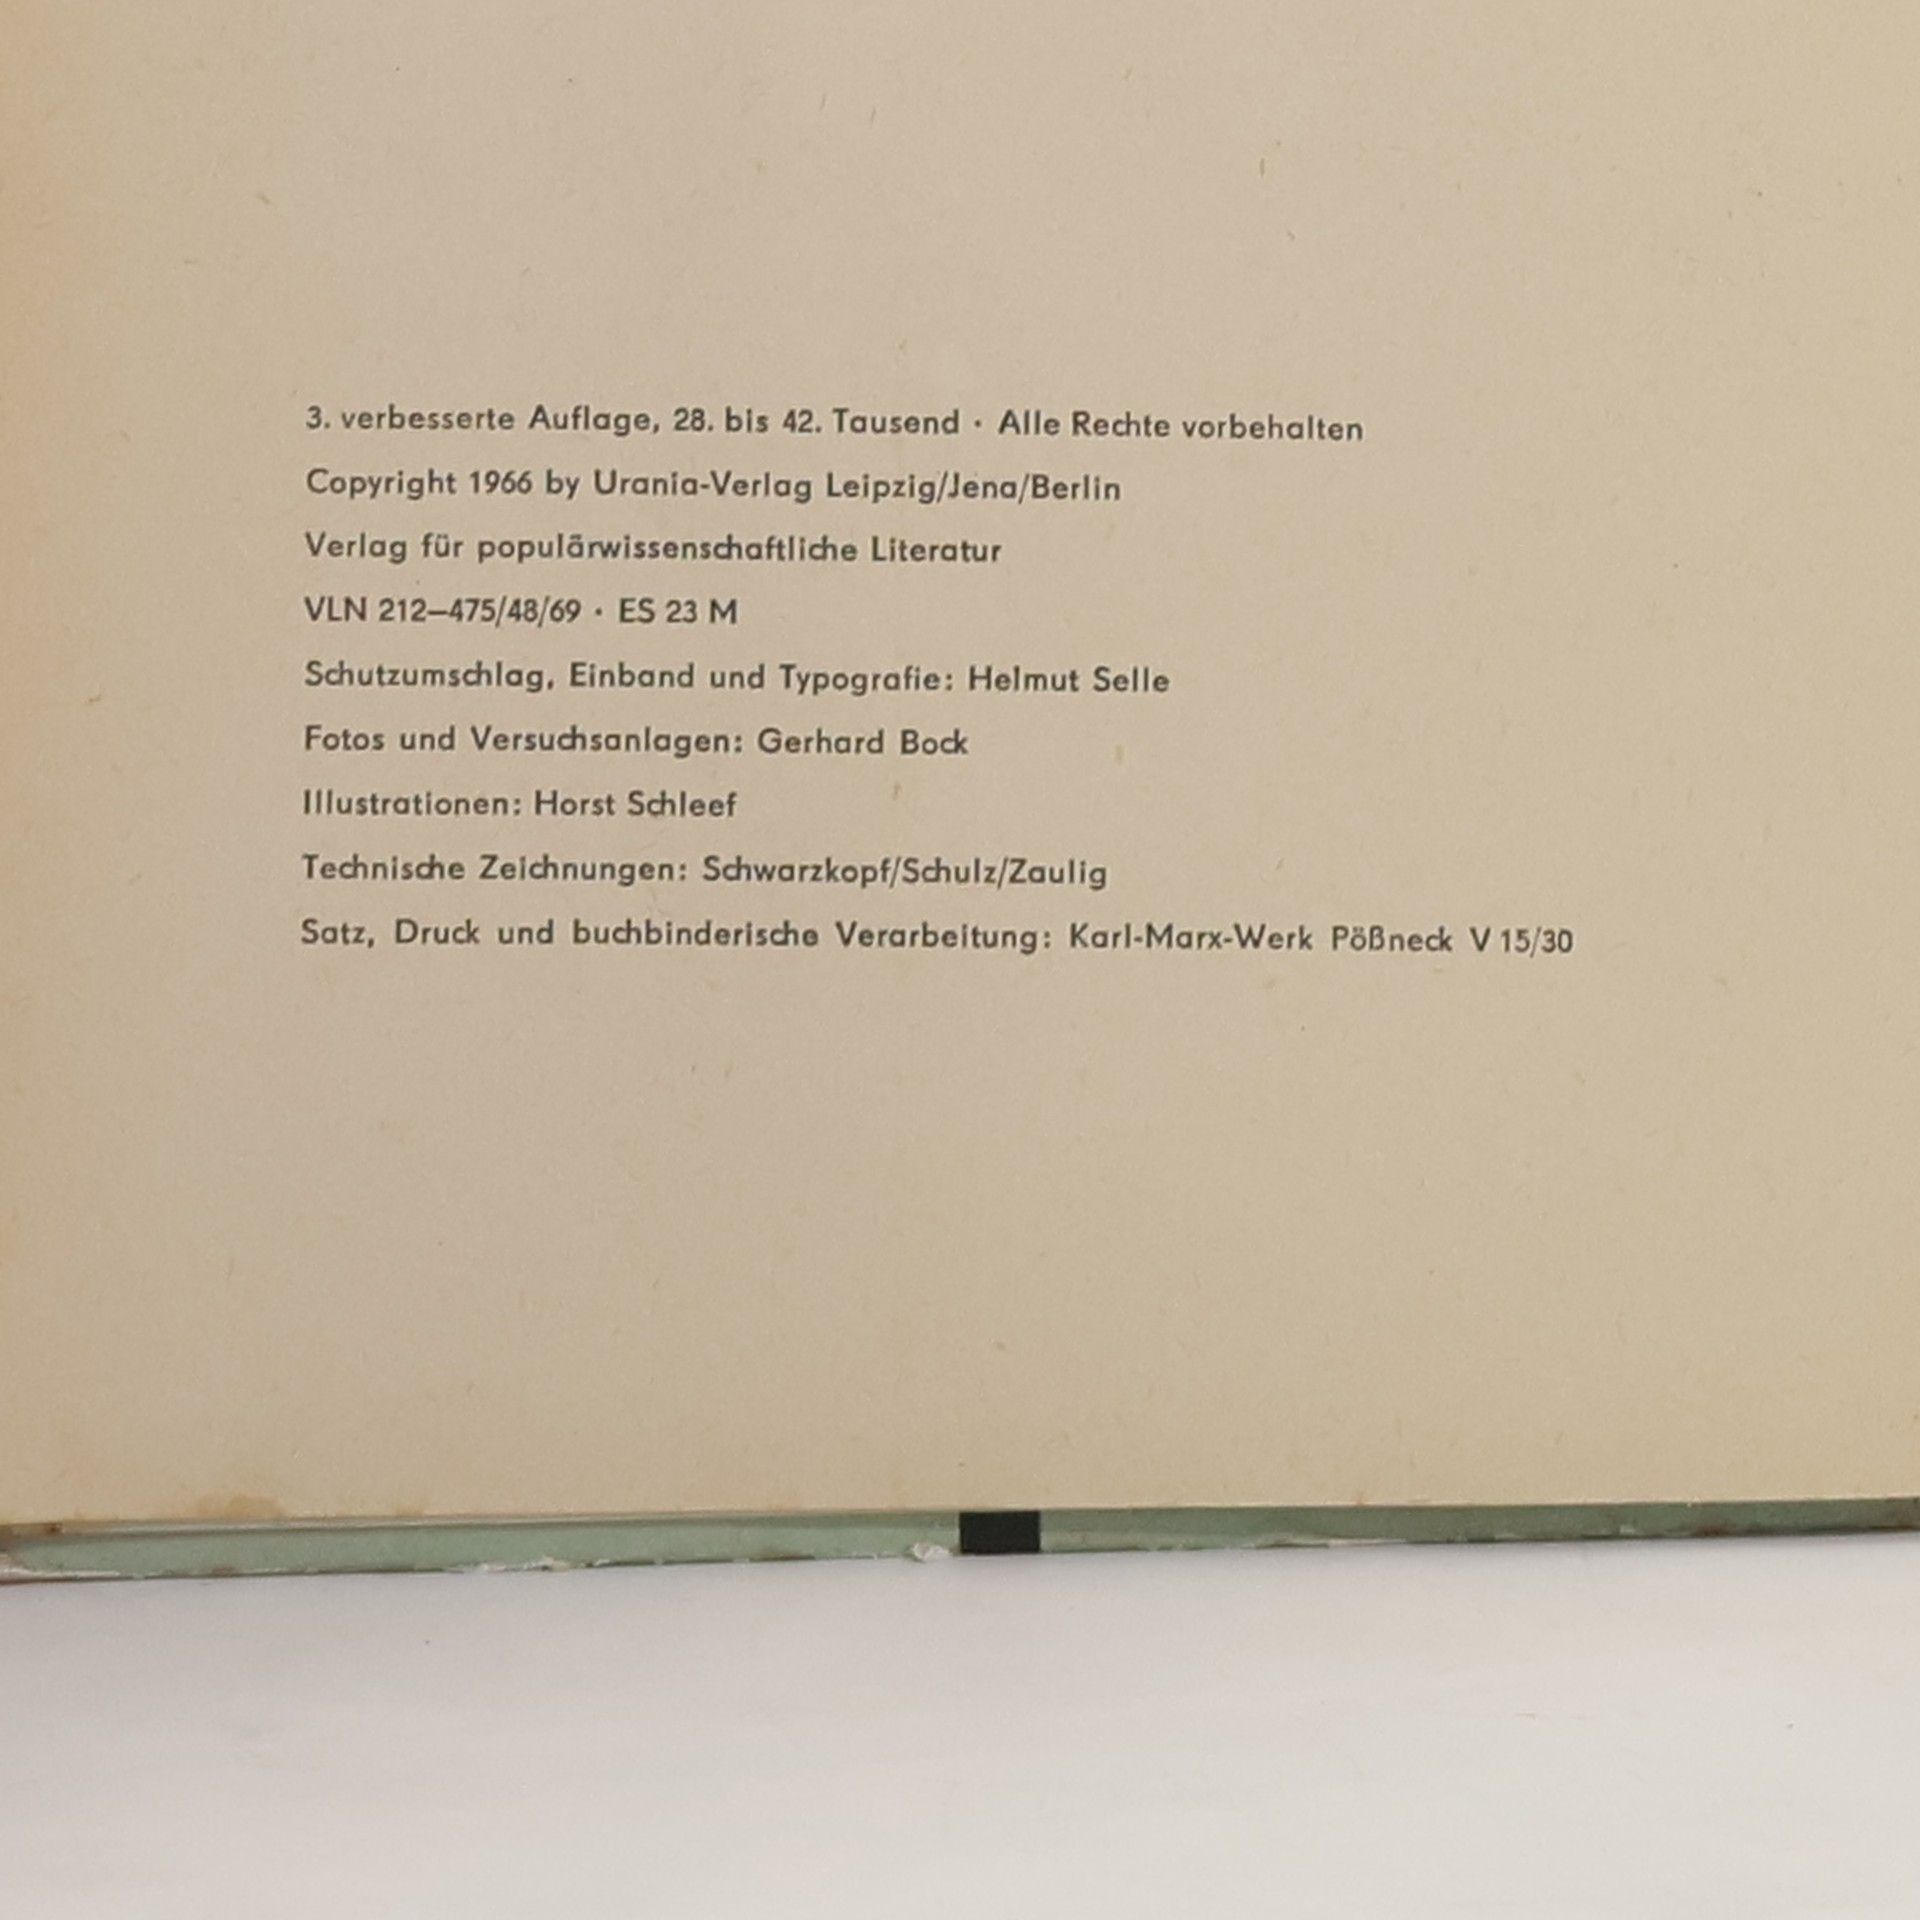 3. verbesserte Auflage, 28. bis 42. Tausend · Alle Rechte vorbehalten
Copyright 1966 by Urania-Verlag Leipzig/Jena/Berlin
Verlag für populärwissenschaftliche Literatur
VLN 212–475/48/69 · ES 23 M
Schutzumschlag, Einband und Typografie: Helmut Selle
Fotos und Versuchsanlagen: Gerhard Bock
Illustrationen: Horst Schleef
Technische Zeichnungen: Schwarzkopf/Schulz/Zaulig
Satz, Druck und buchbinderische Verarbeitung: Karl-Marx-Werk Pößneck V 15/30